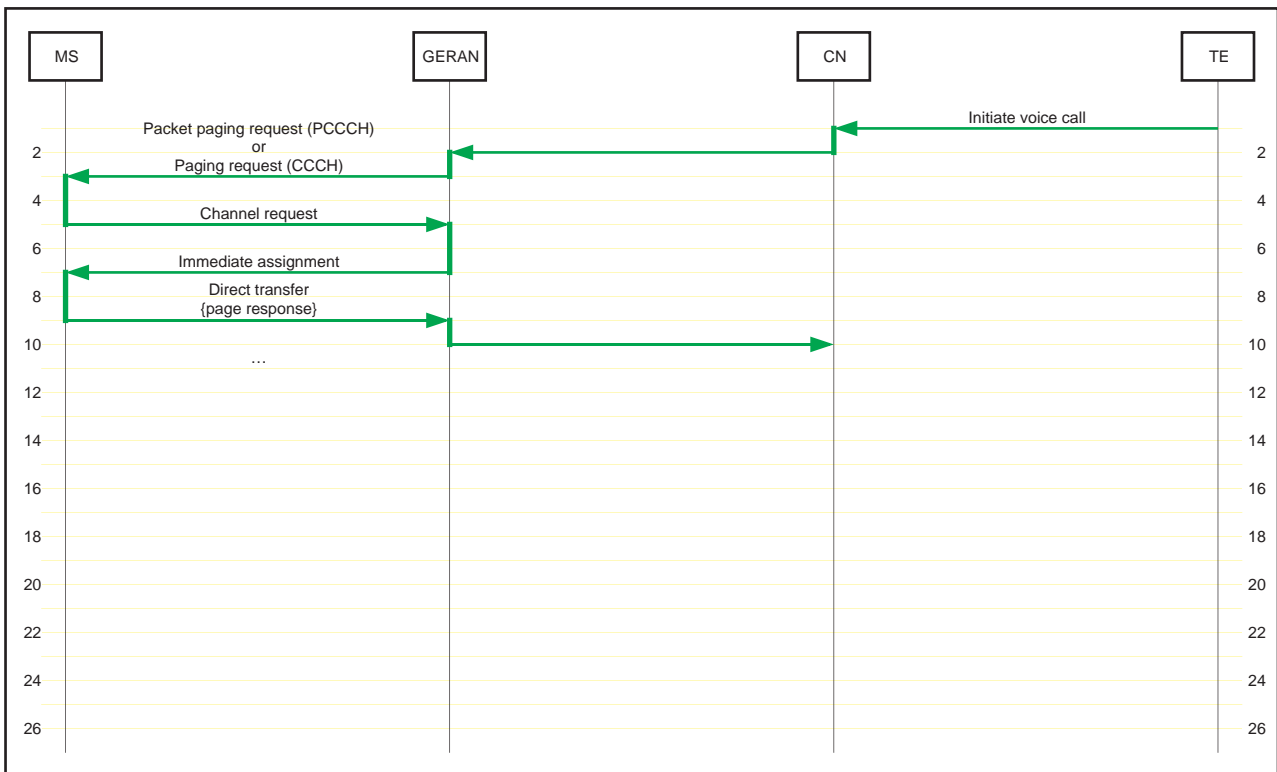 MS GERAN CN TE
Initiate voice call
Packet paging request (PCCCH)
or
2 2
Paging request (CCCH)
4 4
Channel request
6 6
Immediate assignment
Direct transfer
8 8
{page response}
10 10
…
12 12
14 14
16 16
18 18
20 20
22 22
24 24
26 26